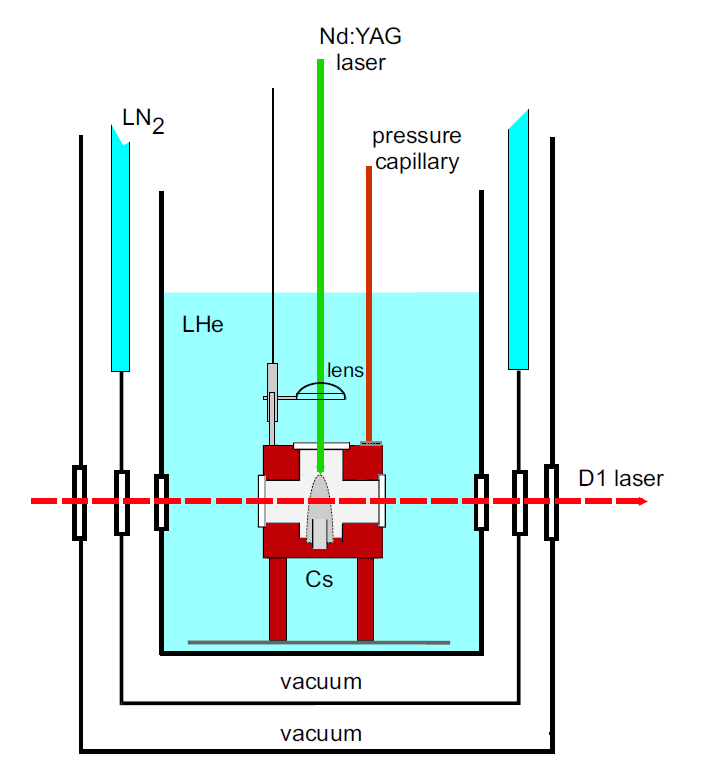 Nd:YAG
laser
LN2
pressure
capillary
LHe
lens
D1 laser
Cs
vacuum
vacuum